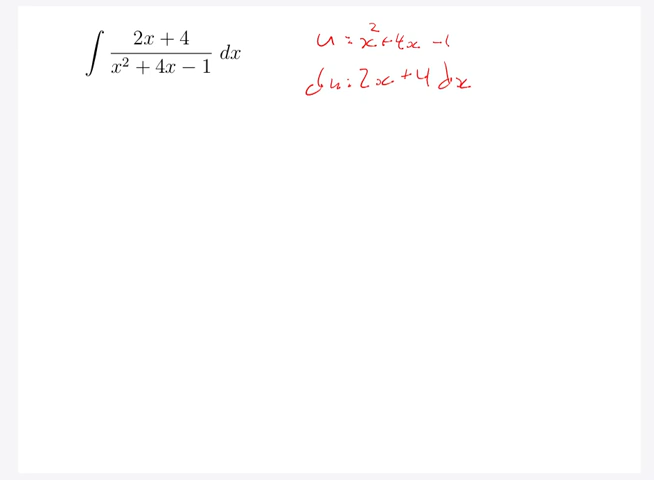 ∫ (2x + 4)/(x² + 4x − 1) dx
u = x² + 4x − 1
du = 2x + 4 dx